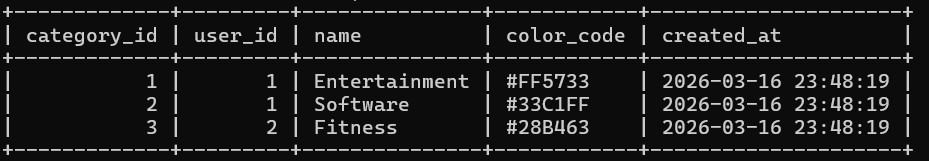 +-------------+---------+---------------+------------+---------------------+
| category_id | user_id | name          | color_code | created_at          |
+-------------+---------+---------------+------------+---------------------+
|           1 |       1 | Entertainment | #FF5733    | 2026-03-16 23:48:19 |
|           2 |       1 | Software      | #33C1FF    | 2026-03-16 23:48:19 |
|           3 |       2 | Fitness       | #28B463    | 2026-03-16 23:48:19 |
+-------------+---------+---------------+------------+---------------------+